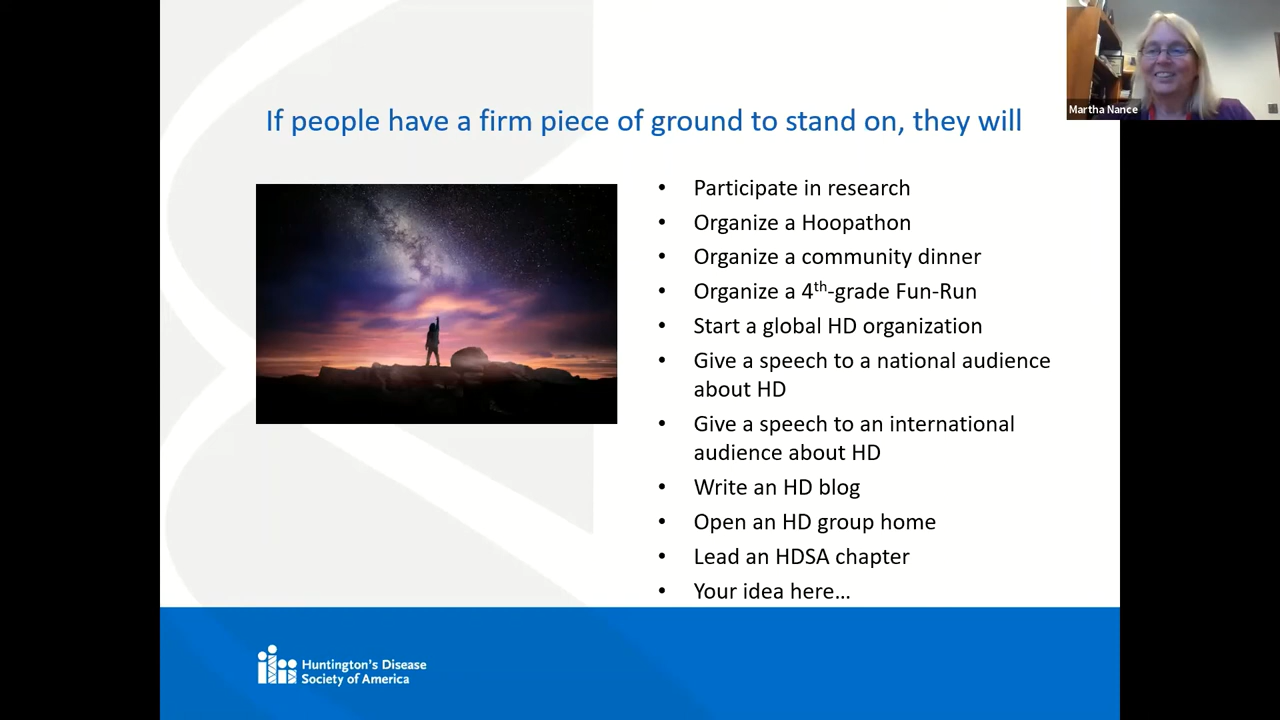 If people have a firm piece of ground to stand on, they will
Martha Nance
• Participate in research
• Organize a Hoopathon
• Organize a community dinner
• Organize a 4th-grade Fun-Run
• Start a global HD organization
• Give a speech to a national audience
about HD
• Give a speech to an international
audience about HD
• Write an HD blog
• Open an HD group home
• Lead an HDSA chapter
• Your idea here…
Huntington's Disease
Society of America